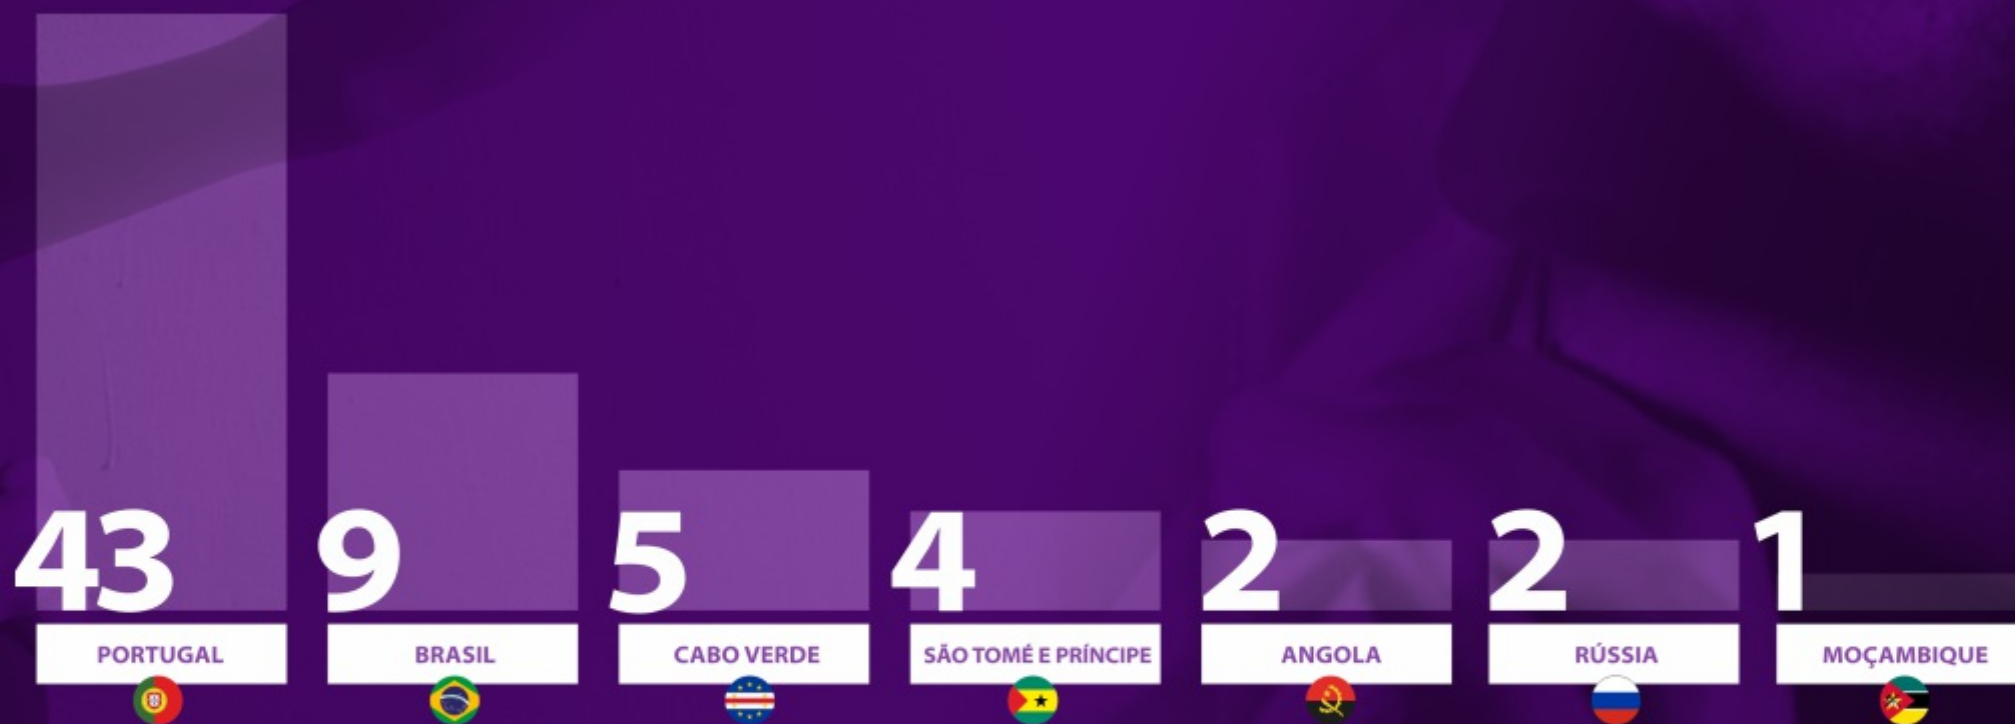 43
9
5
4
2
2
1
PORTUGAL
BRASIL
CABO VERDE
SÃO TOMÉ E PRÍNCIPE
ANGOLA
RÚSSIA
MOÇAMBIQUE